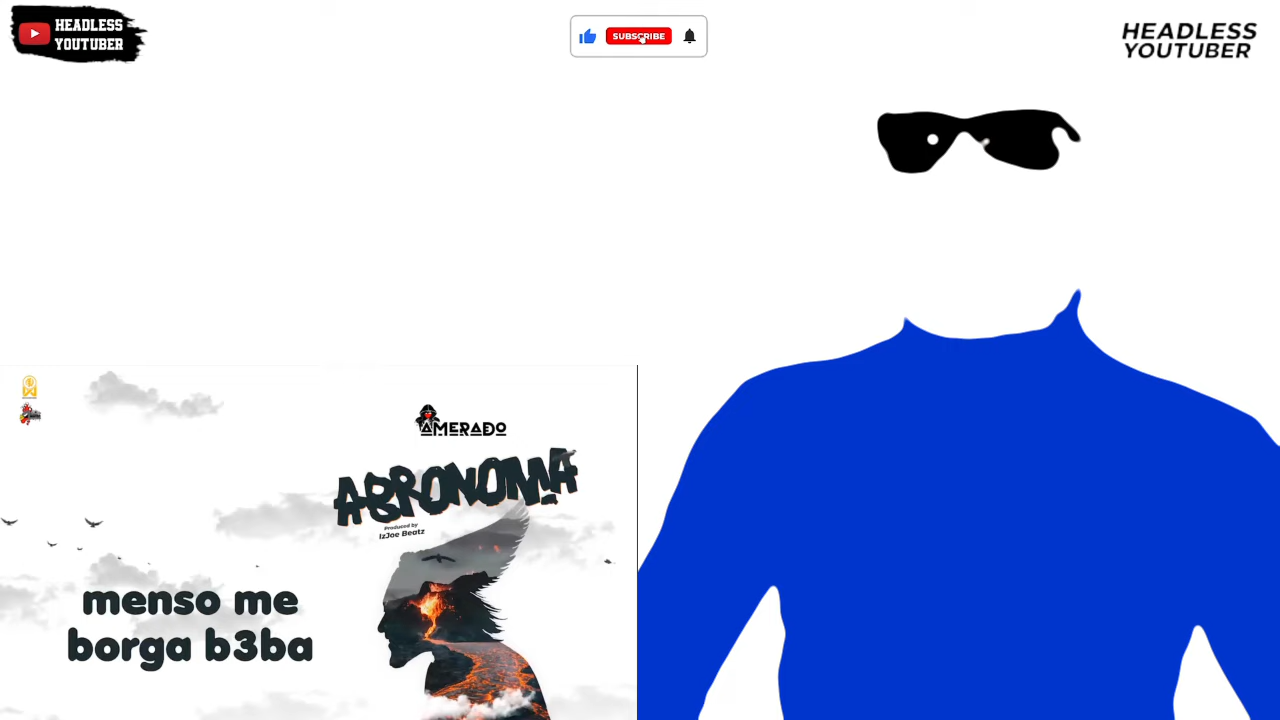 HEADLESS
YOUTUBER
SUBSCRIBE
HEADLESS
YOUTUBER
AMERADO
ABRONOMA
Produced by
IzJoe Beatz
menso me
borga b3ba